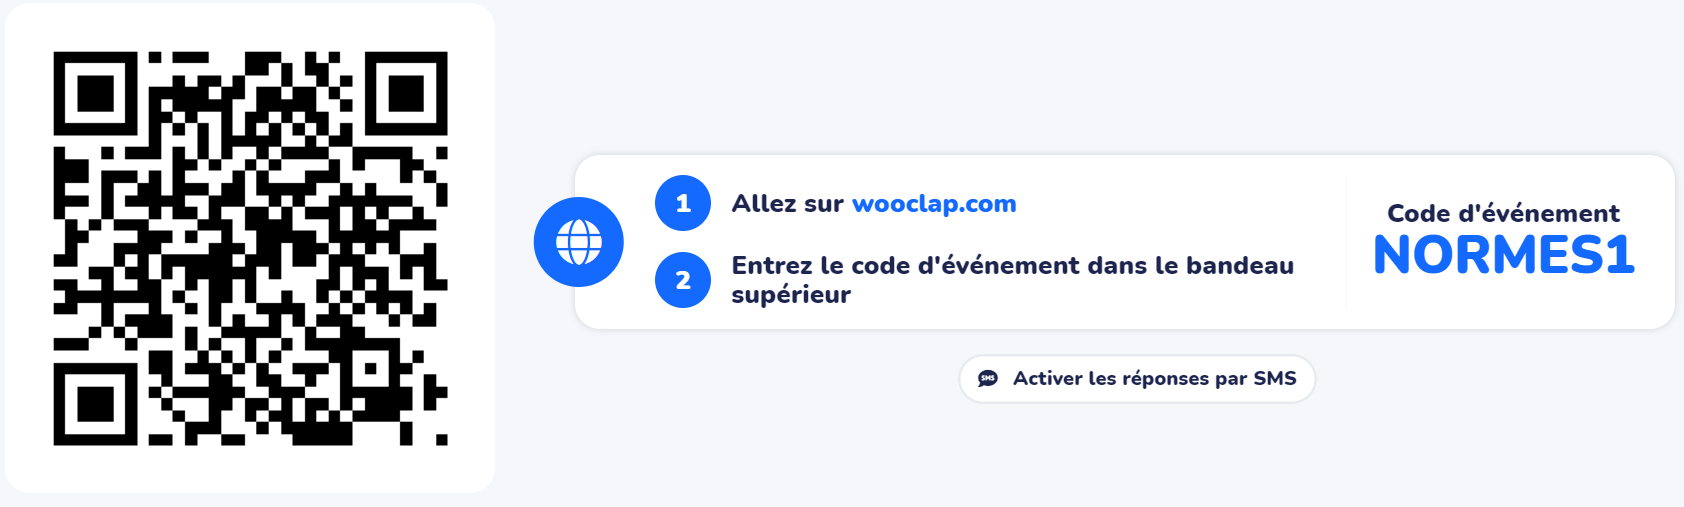 1 Allez sur wooclap.com
2 Entrez le code d'événement dans le bandeau
supérieur
Code d'événement
NORMES1
SMS Activer les réponses par SMS